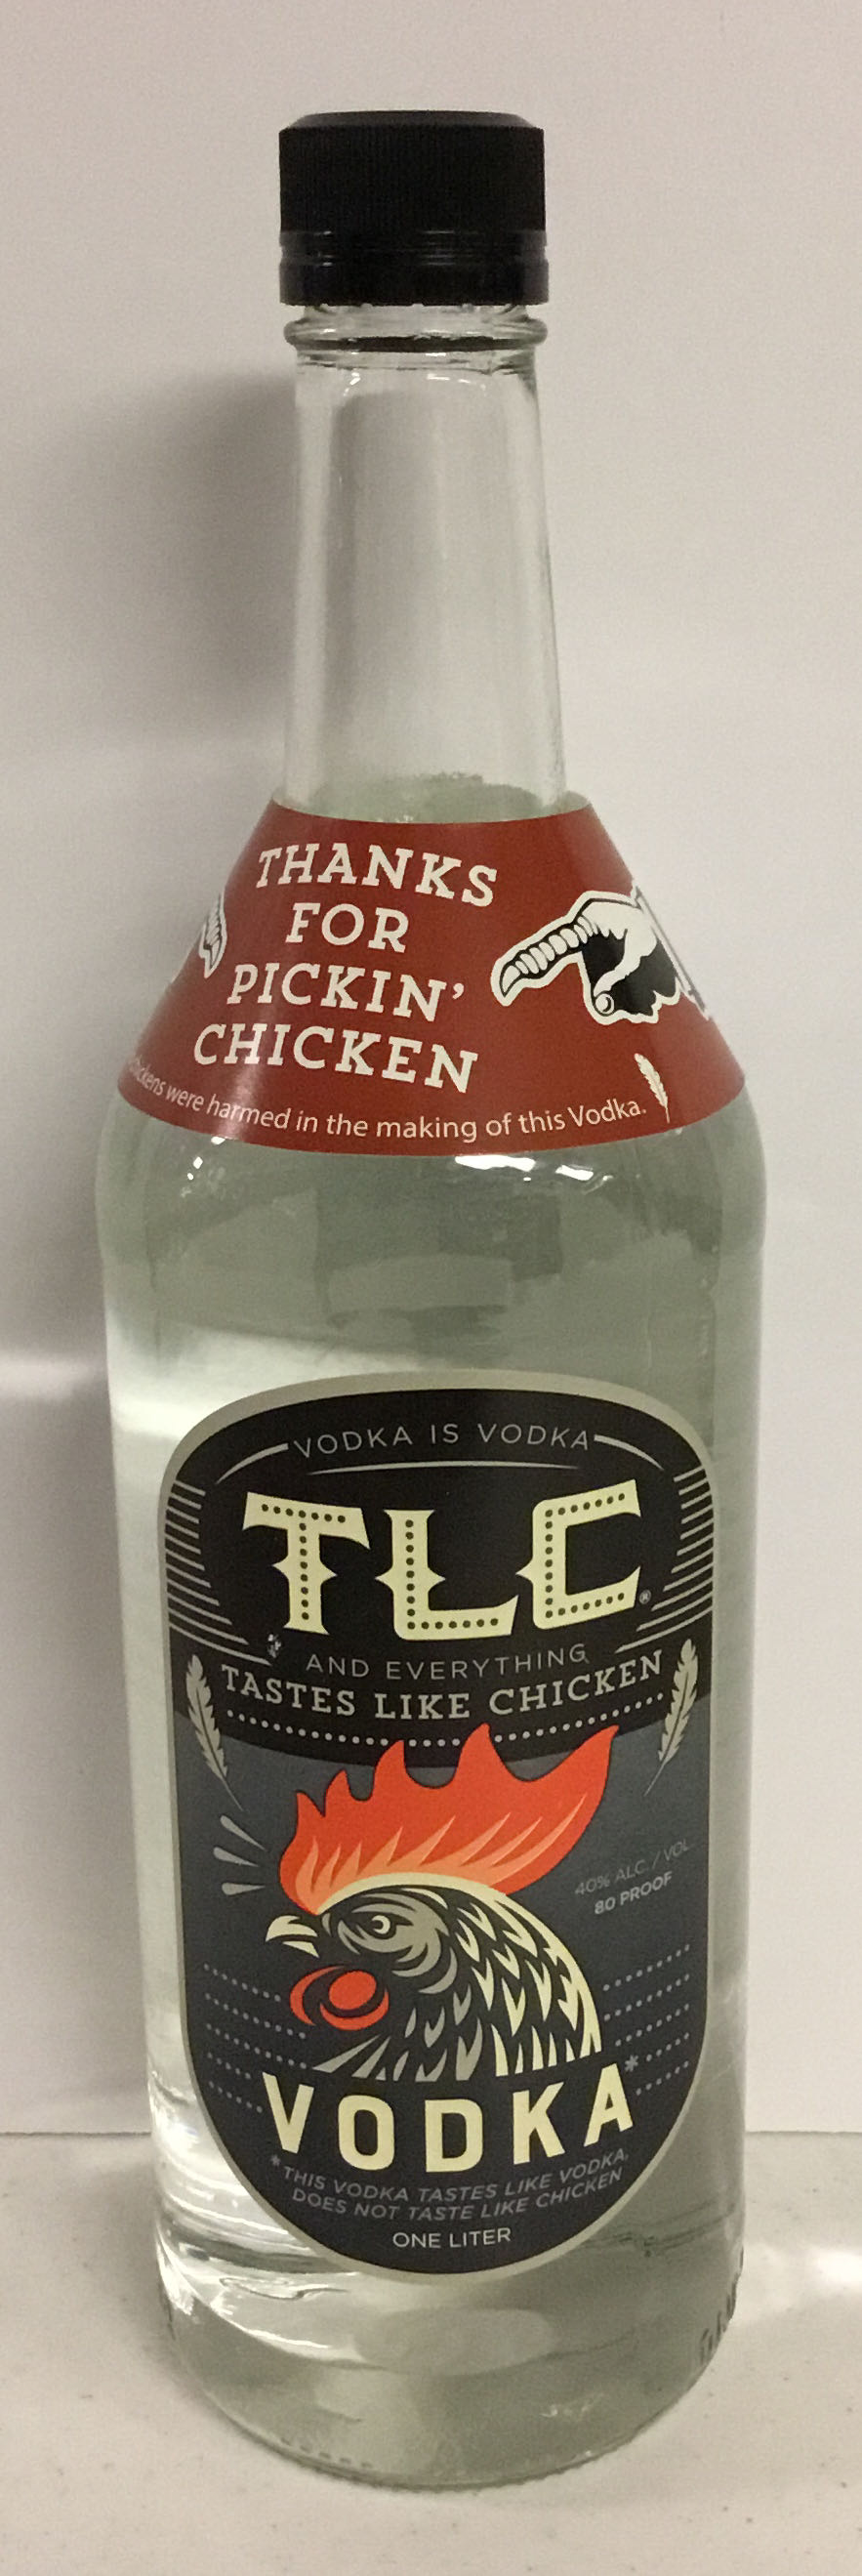 THANKS
FOR
PICKIN'
CHICKEN
chickens were harmed in the making of this Vodka.
VODKA IS VODKA
TLC®
AND EVERYTHING
TASTES LIKE CHICKEN
40% ALC. / VOL.
80 PROOF
VODKA*
*THIS VODKA TASTES LIKE VODKA,
DOES NOT TASTE LIKE CHICKEN
ONE LITER